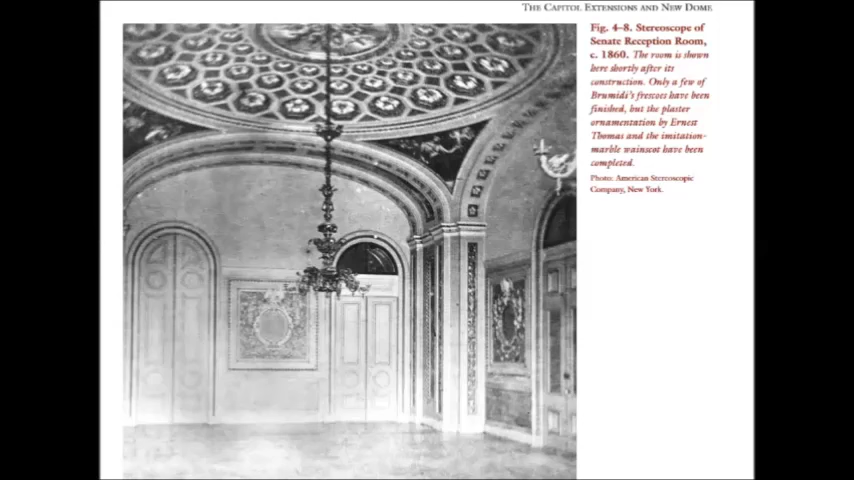 THE CAPITOL EXTENSIONS AND NEW DOME
Fig. 4–8. Stereoscope of
Senate Reception Room,
c. 1860. The room is shown
here shortly after its
construction. Only a few of
Brumidi's frescoes have been
finished, but the plaster
ornamentation by Ernest
Thomas and the imitation-
marble wainscot have been
completed.
Photo: American Stereoscopic
Company, New York.